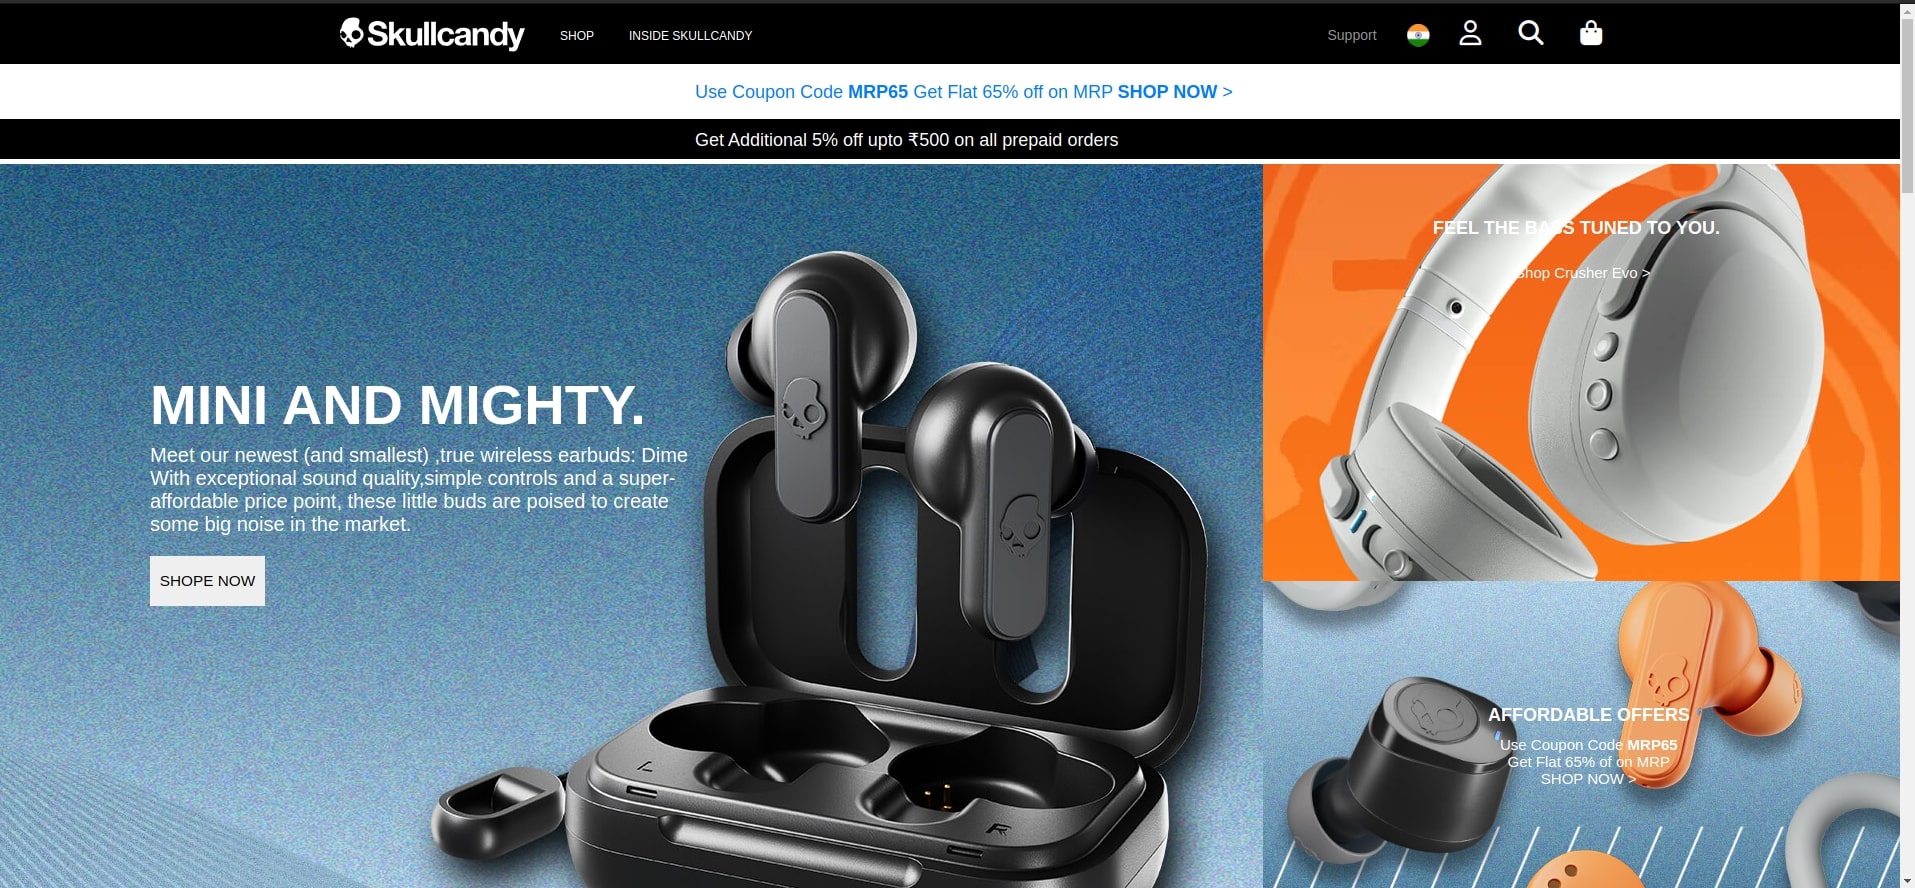 Skullcandy SHOP INSIDE SKULLCANDY Support
Use Coupon Code MRP65 Get Flat 65% off on MRP SHOP NOW >
Get Additional 5% off upto ₹500 on all prepaid orders
MINI AND MIGHTY.
Meet our newest (and smallest) ,true wireless earbuds: Dime
With exceptional sound quality,simple controls and a super-
affordable price point, these little buds are poised to create
some big noise in the market.
SHOPE NOW
L
R
FEEL THE BASS TUNED TO YOU.
Shop Crusher Evo >
AFFORDABLE OFFERS
Use Coupon Code MRP65
Get Flat 65% of on MRP
SHOP NOW >